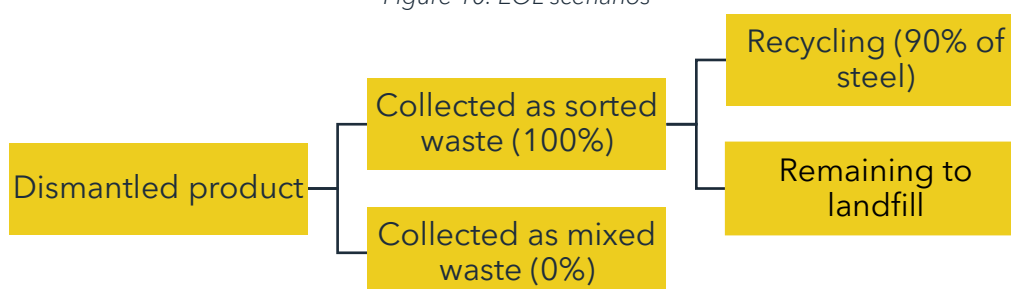 Figure 10: EOL scenarios
Recycling (90% of
steel)
Collected as sorted
waste (100%)
Dismantled product
Remaining to
landfill
Collected as mixed
waste (0%)